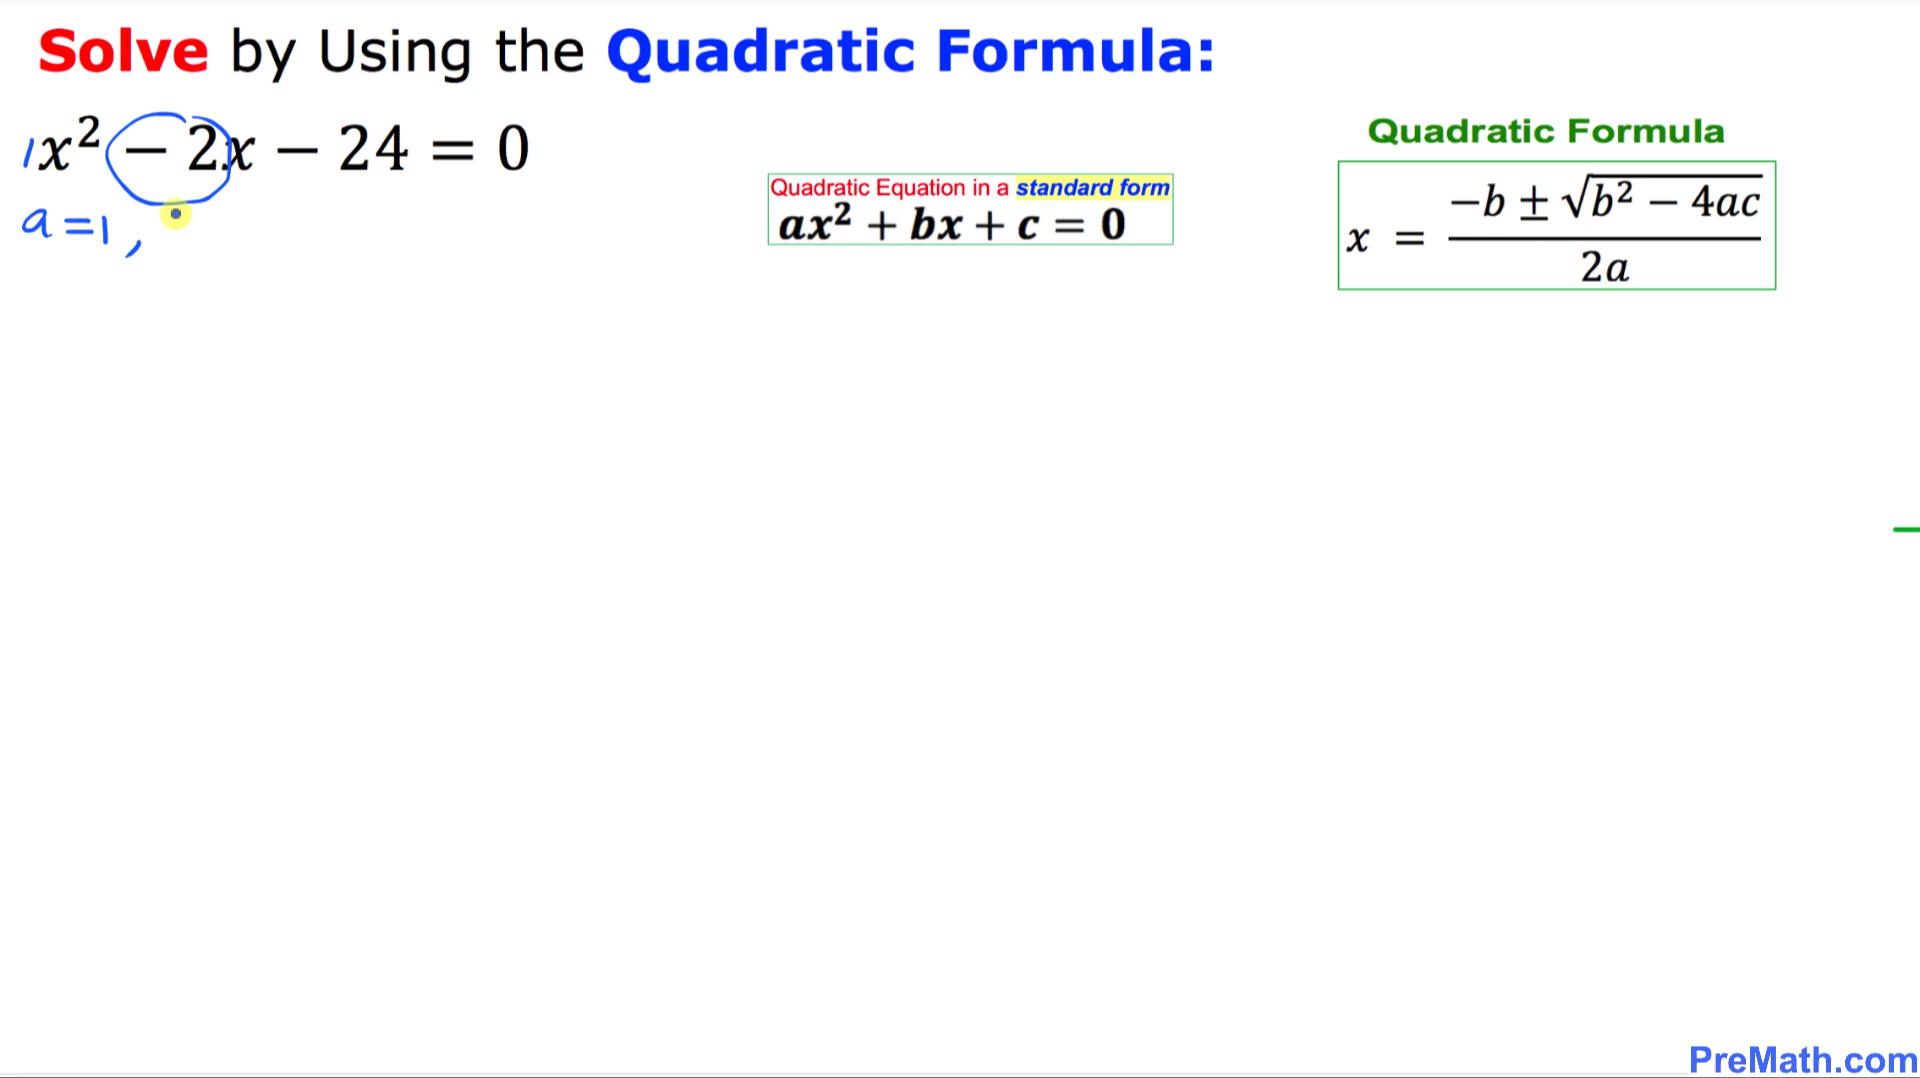 Solve by Using the Quadratic Formula:
1x² − 2x − 24 = 0
a = 1 ,
Quadratic Equation in a standard form
ax² + bx + c = 0
Quadratic Formula
x = (−b ± √(b² − 4ac)) / 2a
PreMath.com